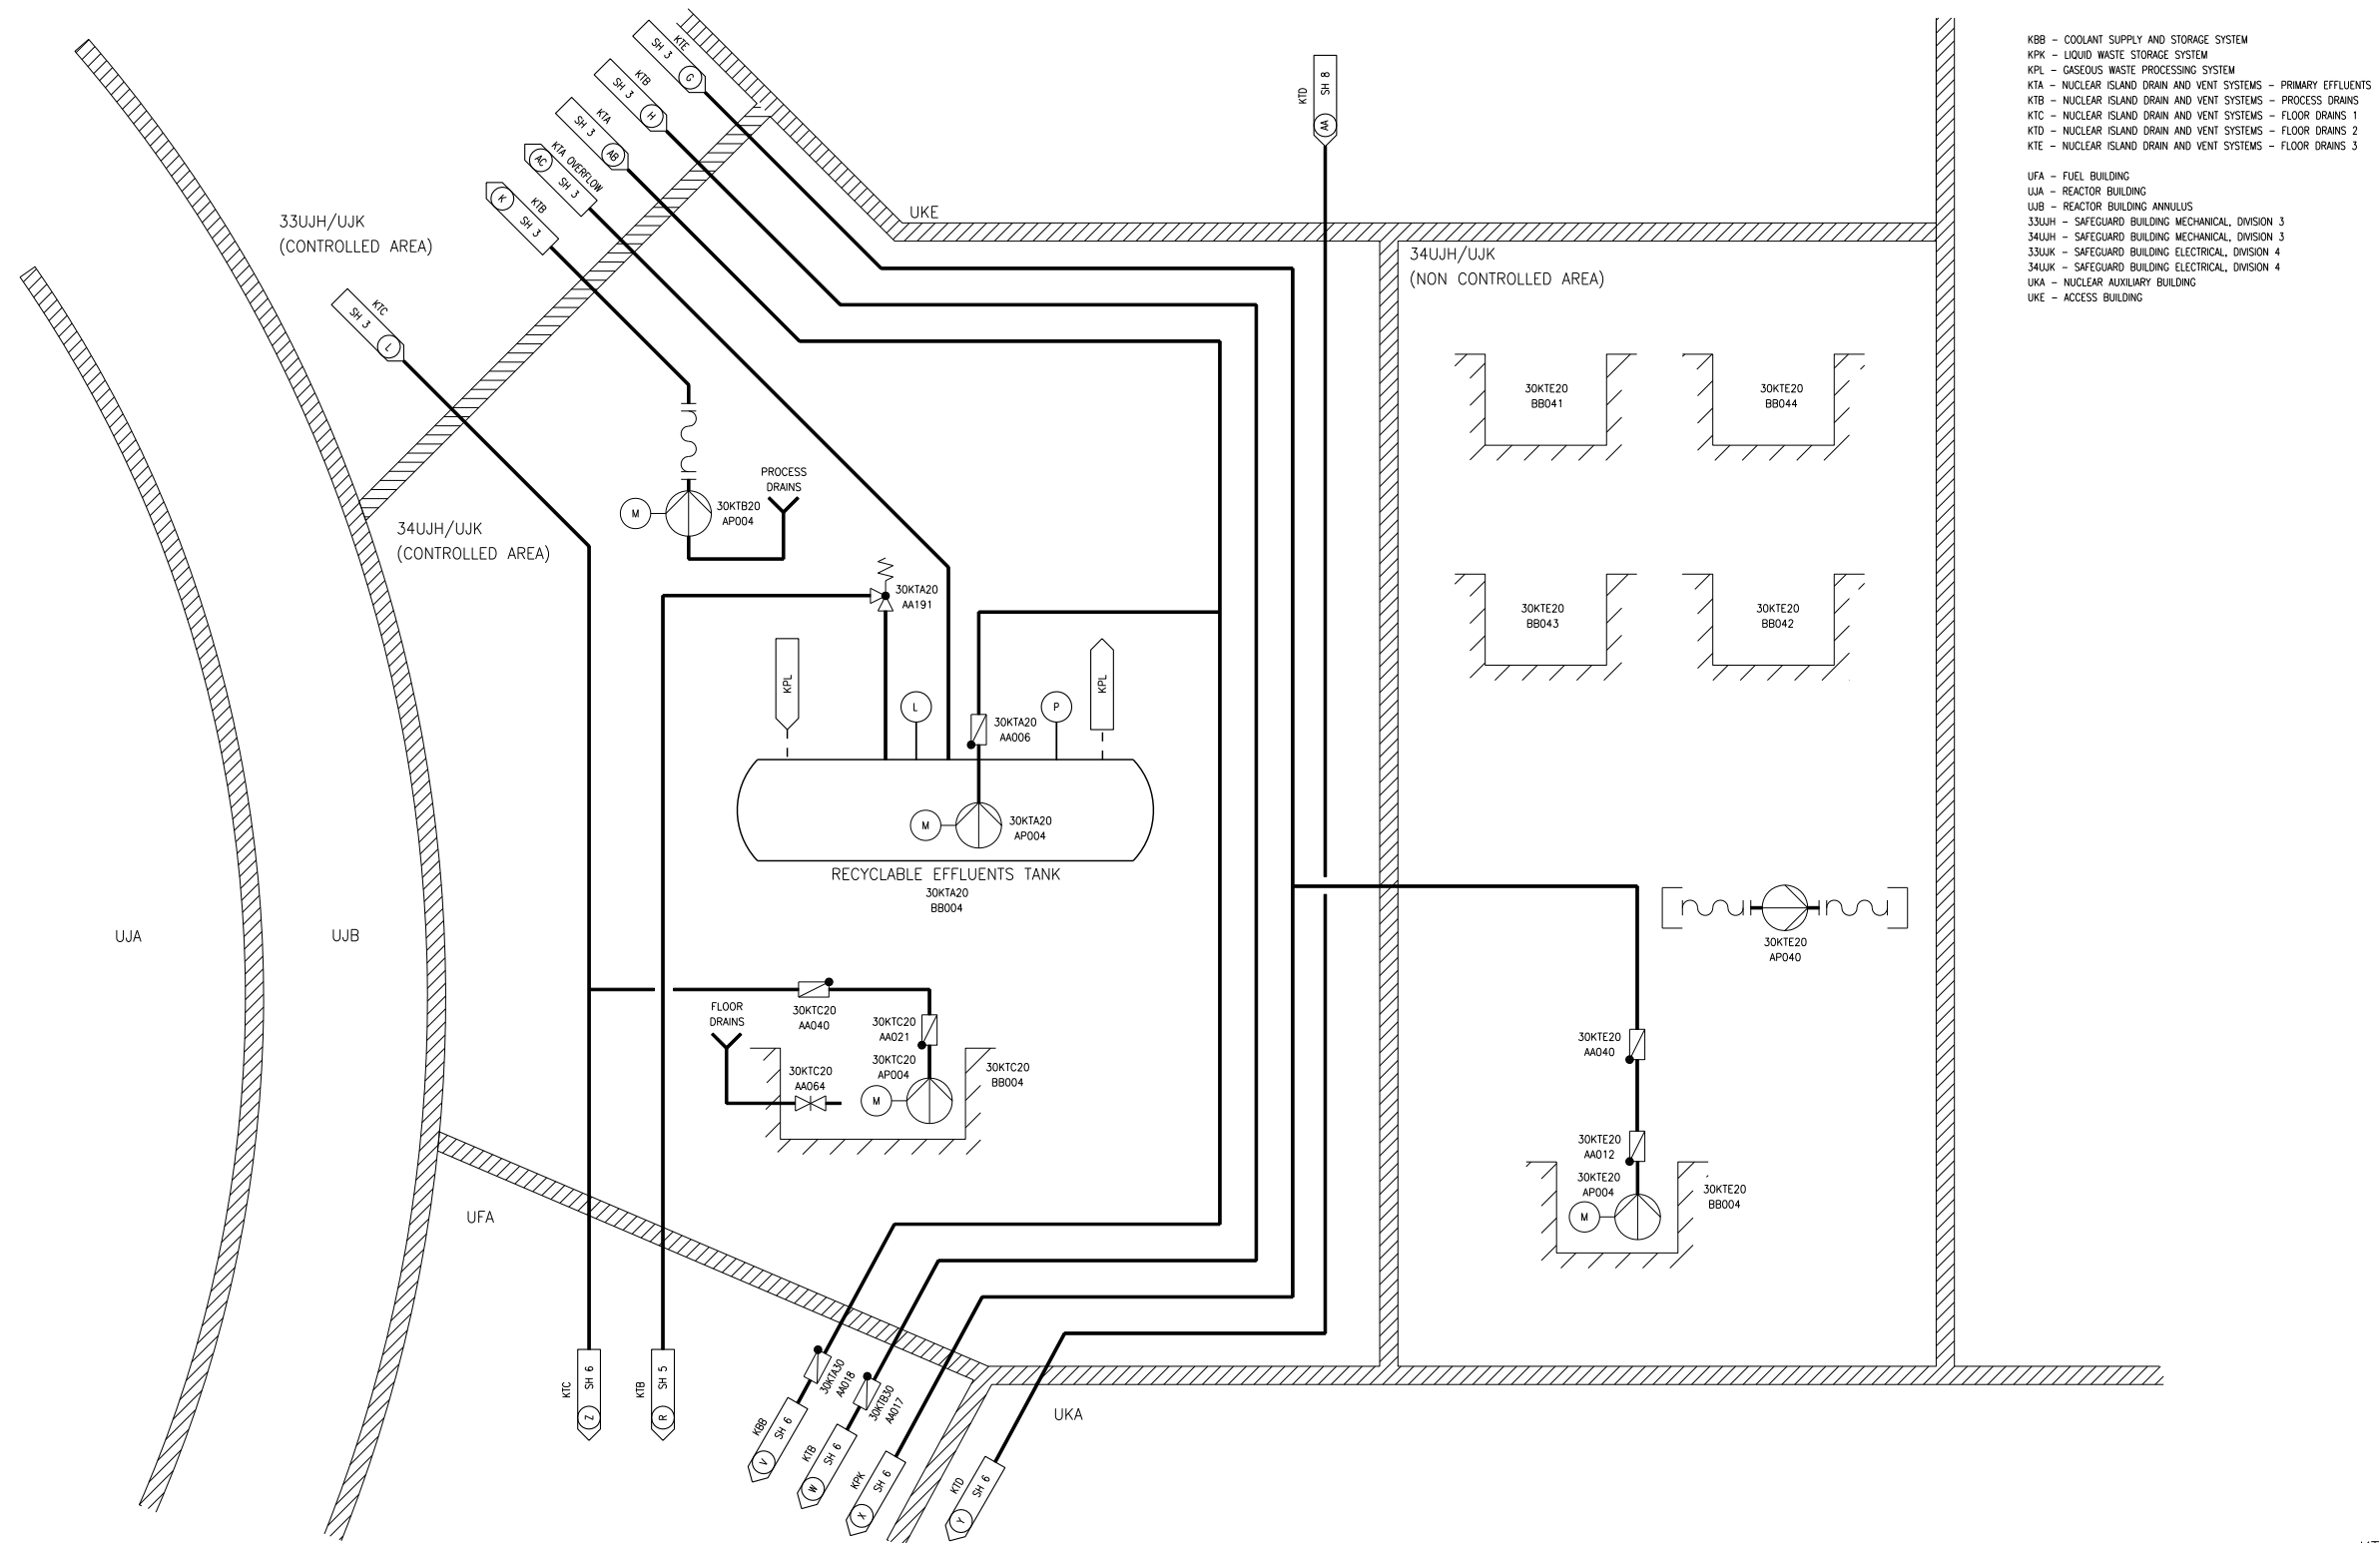 KTE
SH 3
G
KTB
SH 3
H
KTA
SH 3
AB
KTA OVERFLOW
AC
SH 3
KTB
K
SH 3
KTC
SH 3
L
KTD
SH 8
AA
KBB – COOLANT SUPPLY AND STORAGE SYSTEM
KPK – LIQUID WASTE STORAGE SYSTEM
KPL – GASEOUS WASTE PROCESSING SYSTEM
KTA – NUCLEAR ISLAND DRAIN AND VENT SYSTEMS – PRIMARY EFFLUENTS
KTB – NUCLEAR ISLAND DRAIN AND VENT SYSTEMS – PROCESS DRAINS
KTC – NUCLEAR ISLAND DRAIN AND VENT SYSTEMS – FLOOR DRAINS 1
KTD – NUCLEAR ISLAND DRAIN AND VENT SYSTEMS – FLOOR DRAINS 2
KTE – NUCLEAR ISLAND DRAIN AND VENT SYSTEMS – FLOOR DRAINS 3
UFA – FUEL BUILDING
UJA – REACTOR BUILDING
UJB – REACTOR BUILDING ANNULUS
33UJH – SAFEGUARD BUILDING MECHANICAL, DIVISION 3
34UJH – SAFEGUARD BUILDING MECHANICAL, DIVISION 3
33UJK – SAFEGUARD BUILDING ELECTRICAL, DIVISION 4
34UJK – SAFEGUARD BUILDING ELECTRICAL, DIVISION 4
UKA – NUCLEAR AUXILIARY BUILDING
UKE – ACCESS BUILDING
33UJH/UJK
(CONTROLLED AREA)
UKE
34UJH/UJK
(NON CONTROLLED AREA)
34UJH/UJK
(CONTROLLED AREA)
30KTE20
BB041
30KTE20
BB044
PROCESS
DRAINS
M
30KTB20
AP004
30KTA20
AA191
30KTE20
BB043
30KTE20
BB042
KPL
L
30KTA20
AA006
P
KPL
M
30KTA20
AP004
RECYCLABLE EFFLUENTS TANK
30KTA20
BB004
UJA
UJB
30KTE20
AP040
FLOOR
DRAINS
30KTC20
AA040
30KTC20
AA021
30KTC20
AP004
30KTC20
AA064
M
30KTC20
BB004
30KTE20
AA040
30KTE20
AA012
30KTE20
AP004
M
30KTE20
BB004
UFA
KTC
SH 6
Z
KTB
SH 5
R
30KTA30
AA018
KBB
SH 6
V
30KTB30
AA017
KTB
SH 6
W
KPK
SH 6
X
KTD
SH 6
Y
UKA